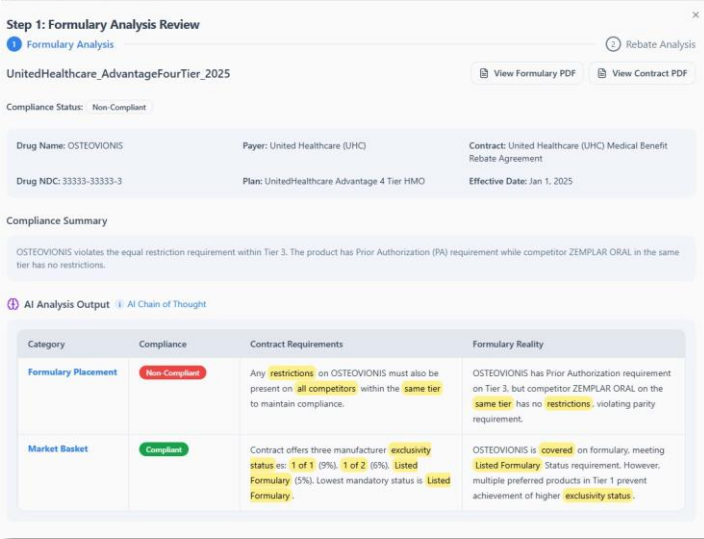 Step 1: Formulary Analysis Review
×
1 Formulary Analysis
2 Rebate Analysis
UnitedHealthcare_AdvantageFourTier_2025
View Formulary PDF
View Contract PDF
Compliance Status: Non-Compliant
Drug Name: OSTEOVIONIS
Payer: United Healthcare (UHC)
Contract: United Healthcare (UHC) Medical Benefit
Rebate Agreement
Drug NDC: 33333-33333-3
Plan: UnitedHealthcare Advantage 4 Tier HMO
Effective Date: Jan 1, 2025
Compliance Summary
OSTEOVIONIS violates the equal restriction requirement within Tier 3. The product has Prior Authorization (PA) requirement while competitor ZEMPLAR ORAL in the same
tier has no restrictions.
AI Analysis Output i AI Chain of Thought
Category Compliance Contract Requirements Formulary Reality
Formulary Placement
Non-Compliant
Any restrictions on OSTEOVIONIS must also be
present on all competitors within the same tier
to maintain compliance.
OSTEOVIONIS has Prior Authorization requirement
on Tier 3, but competitor ZEMPLAR ORAL on the
same tier has no restrictions, violating parity
requirement.
Market Basket
Compliant
Contract offers three manufacturer exclusivity
status es: 1 of 1 (9%), 1 of 2 (6%), Listed
Formulary (5%). Lowest mandatory status is Listed
Formulary.
OSTEOVIONIS is covered on formulary, meeting
Listed Formulary Status requirement. However,
multiple preferred products in Tier 1 prevent
achievement of higher exclusivity status.